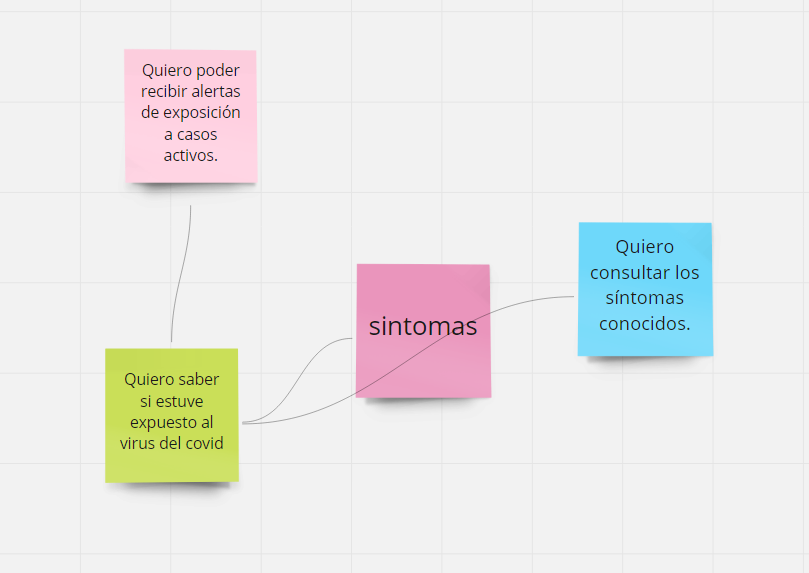 Quiero poder
recibir alertas
de exposición
a casos
activos.
Quiero
consultar los
síntomas
conocidos.
sintomas
Quiero saber
si estuve
expuesto al
virus del covid